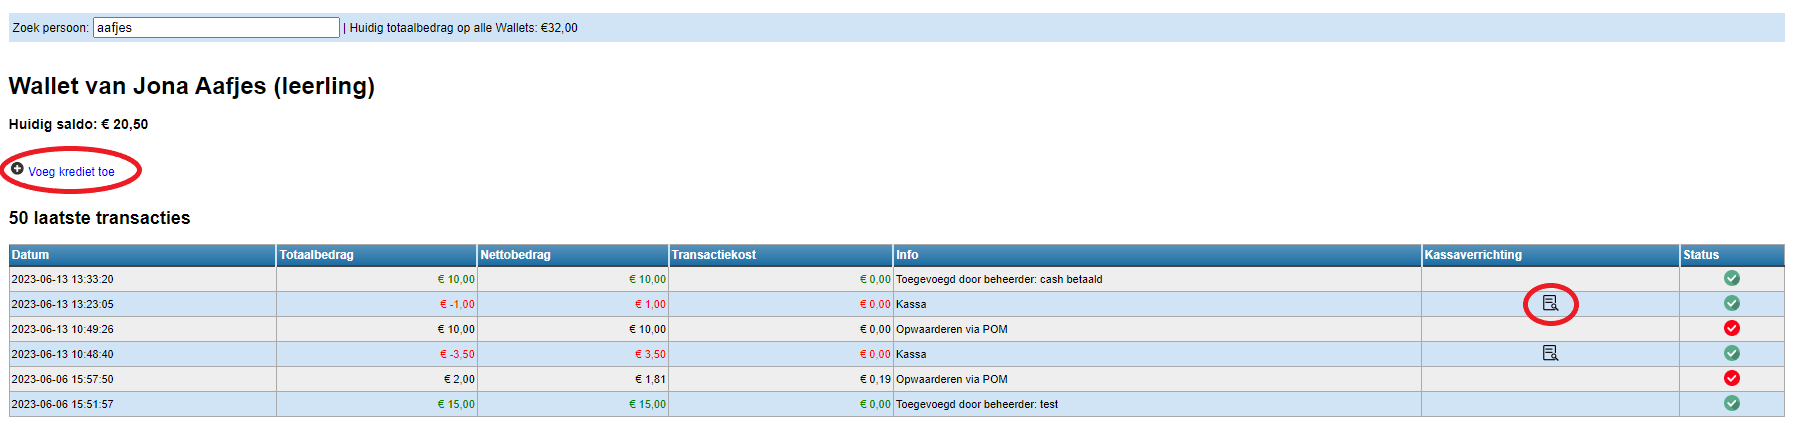 Zoek persoon: aafjes | Huidig totaalbedrag op alle Wallets: €32,00
Wallet van Jona Aafjes (leerling)
Huidig saldo: € 20,50
Voeg krediet toe
50 laatste transacties
Datum Totaalbedrag Nettobedrag Transactiekost Info Kassaverrichting Status
2023-06-13 13:33:20 € 10,00 € 10,00 € 0,00 Toegevoegd door beheerder: cash betaald
2023-06-13 13:23:05 € -1,00 € 1,00 € 0,00 Kassa
2023-06-13 10:49:26 € 10,00 € 10,00 € 0,00 Opwaarderen via POM
2023-06-13 10:48:40 € -3,50 € 3,50 € 0,00 Kassa
2023-06-06 15:57:50 € 2,00 € 1,81 € 0,19 Opwaarderen via POM
2023-06-06 15:51:57 € 15,00 € 15,00 € 0,00 Toegevoegd door beheerder: test